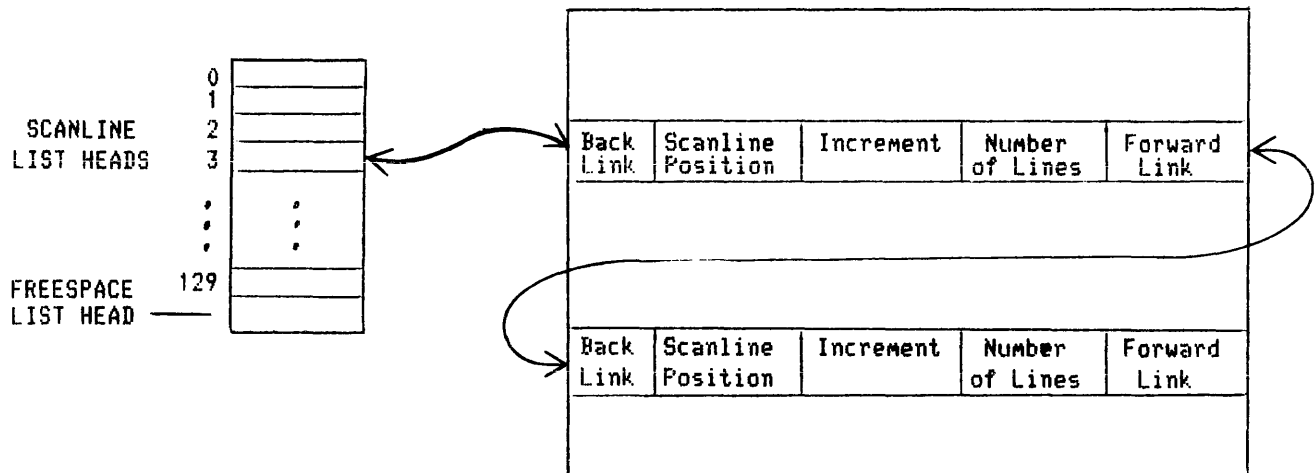 0
1
SCANLINE 2
LIST HEADS 3
129
FREESPACE
LIST HEAD
Back Link
Scanline Position
Increment
Number of Lines
Forward Link
Back Link
Scanline Position
Increment
Number of Lines
Forward Link